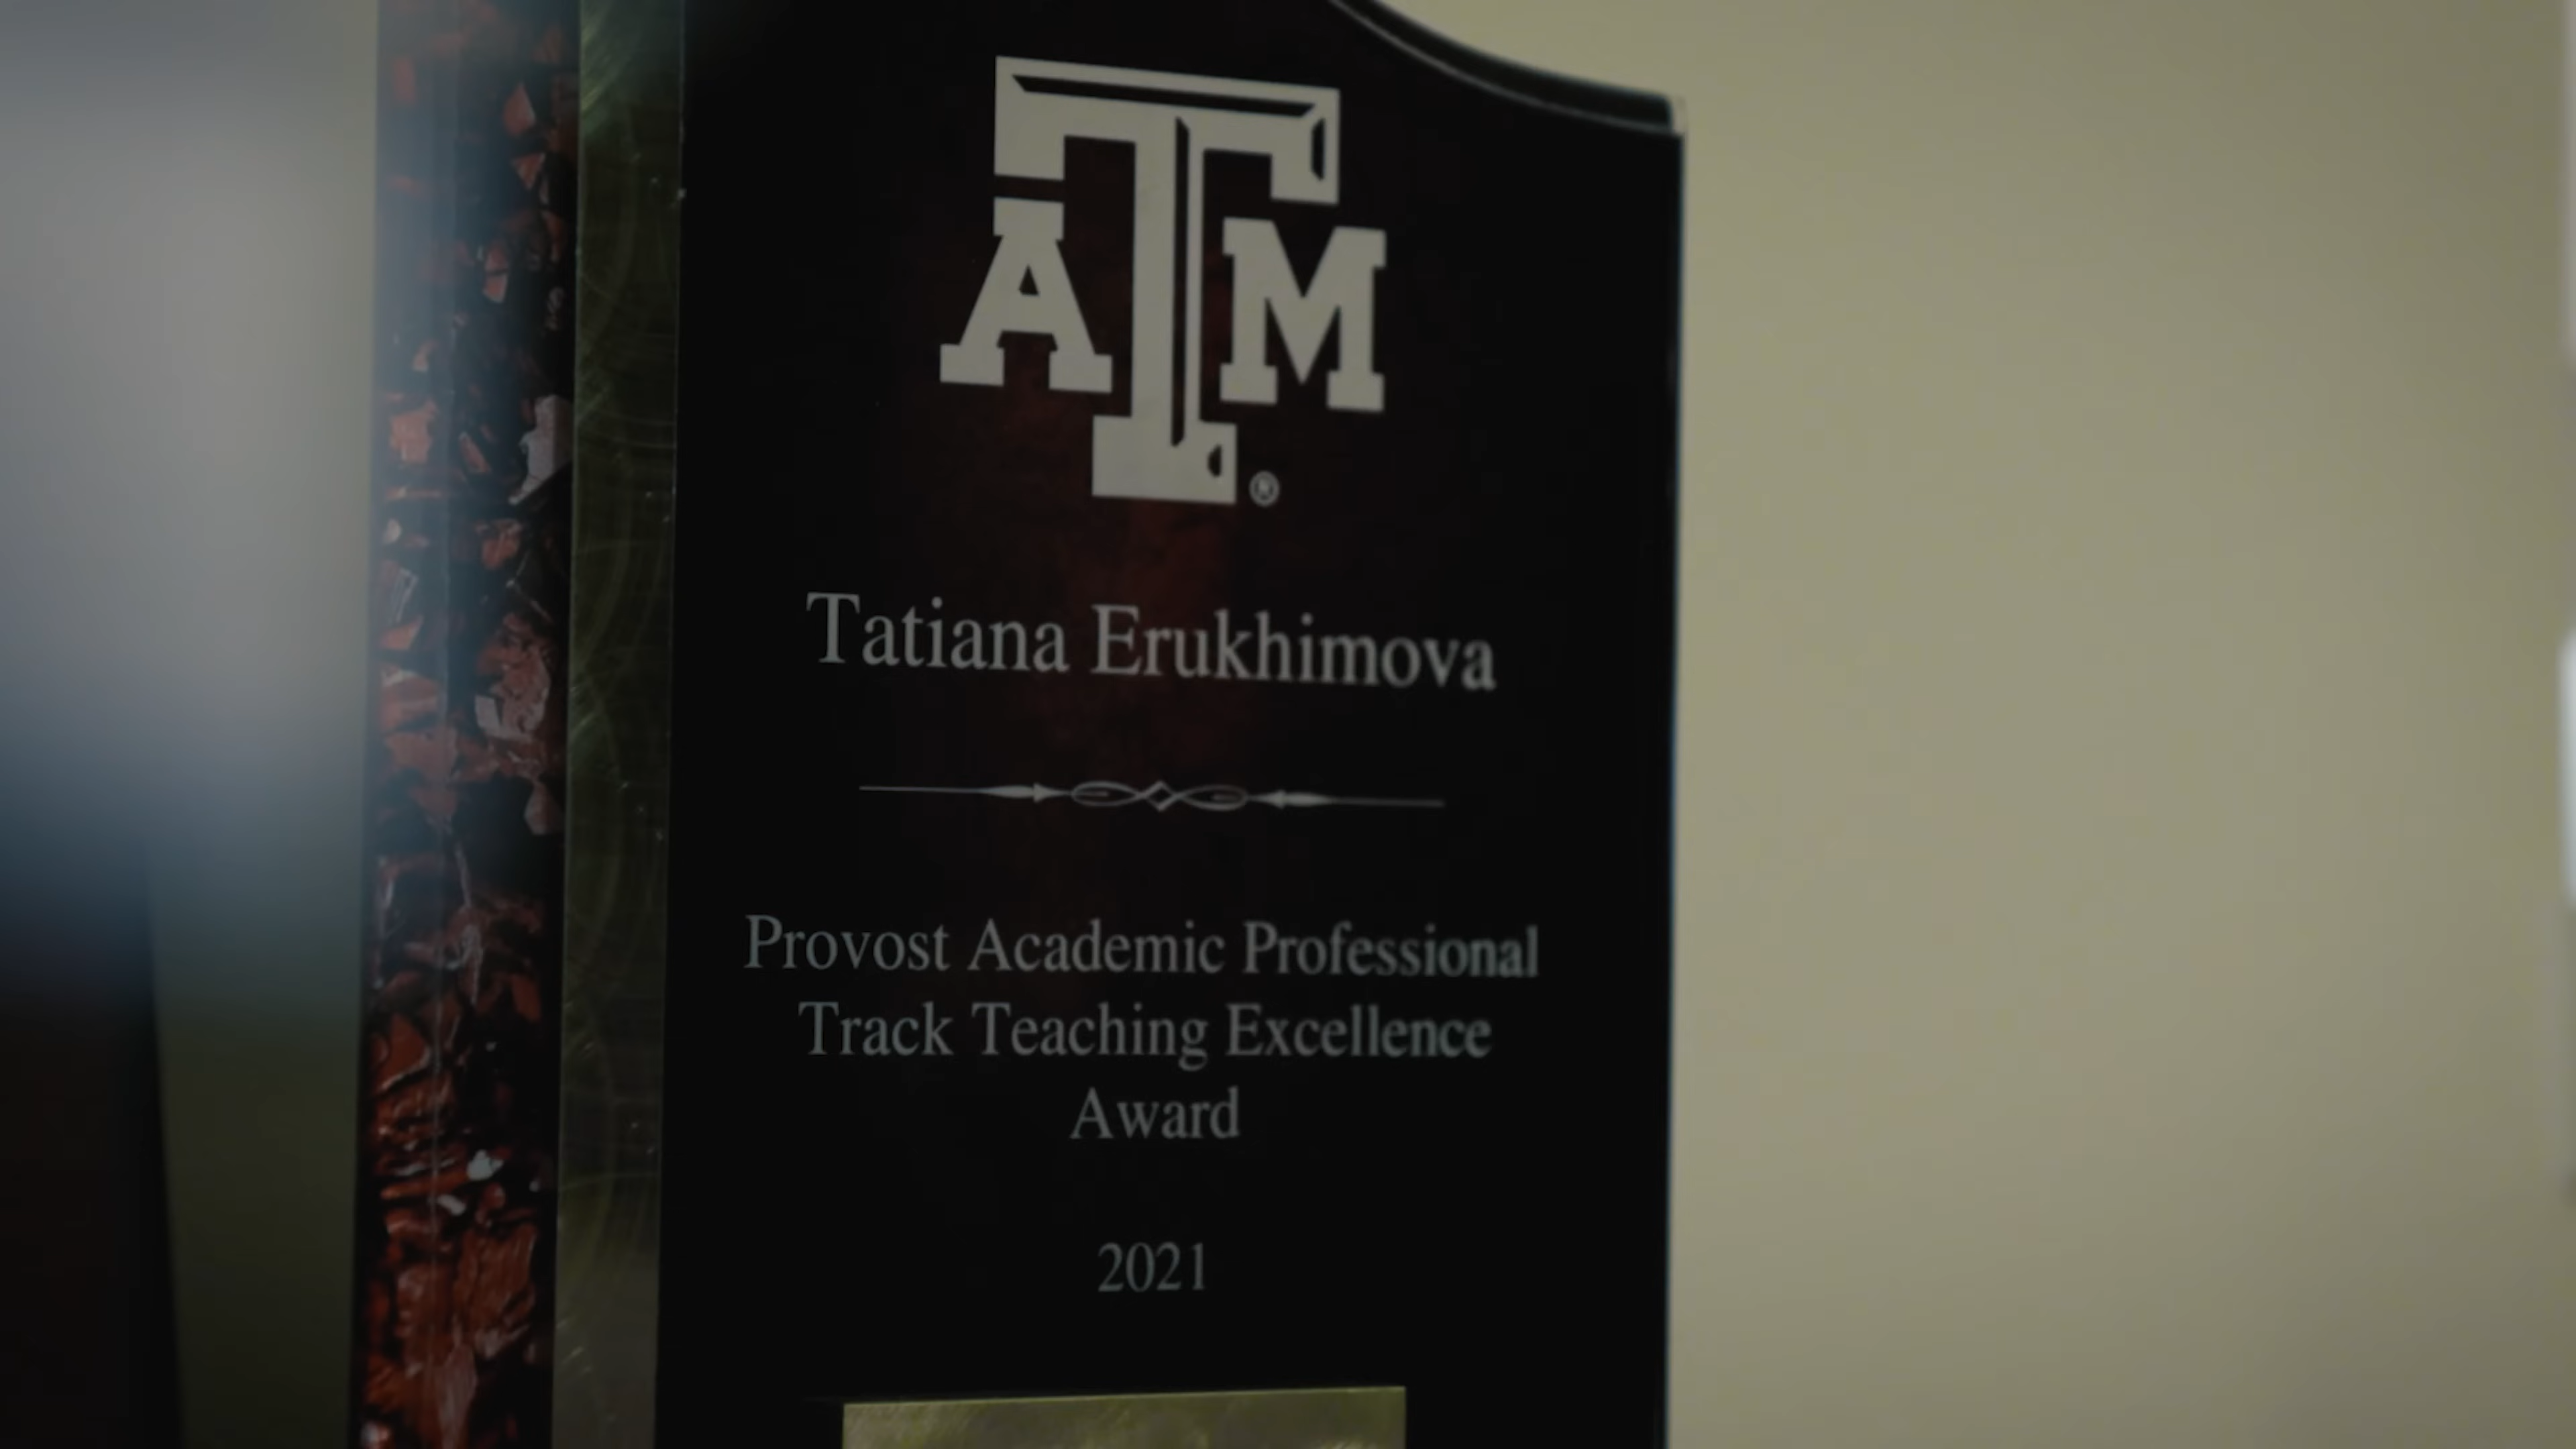 ATM®
Tatiana Erukhimova
Provost Academic Professional
Track Teaching Excellence
Award
2021